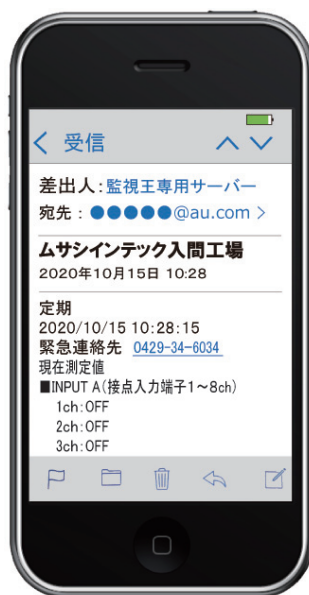 受信
差出人：監視王専用サーバー
宛先：●●●●●@au.com >
ムサシインテック入間工場
2020年10月15日 10:28
定期
2020/10/15 10:28:15
緊急連絡先 0429-34-6034
現在測定値
■INPUT A(接点入力端子1～8ch)
1ch:OFF
2ch:OFF
3ch:OFF